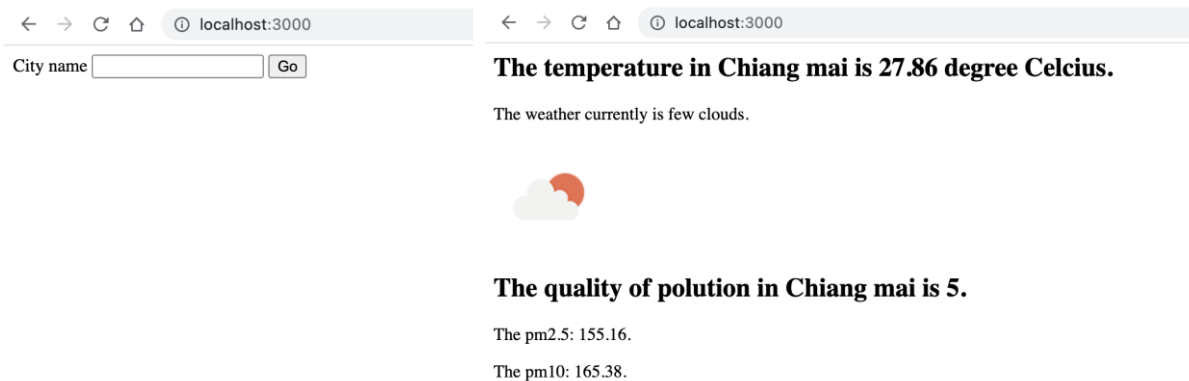 localhost:3000
City name Go
localhost:3000
The temperature in Chiang mai is 27.86 degree Celcius.
The weather currently is few clouds.
The quality of polution in Chiang mai is 5.
The pm2.5: 155.16.
The pm10: 165.38.